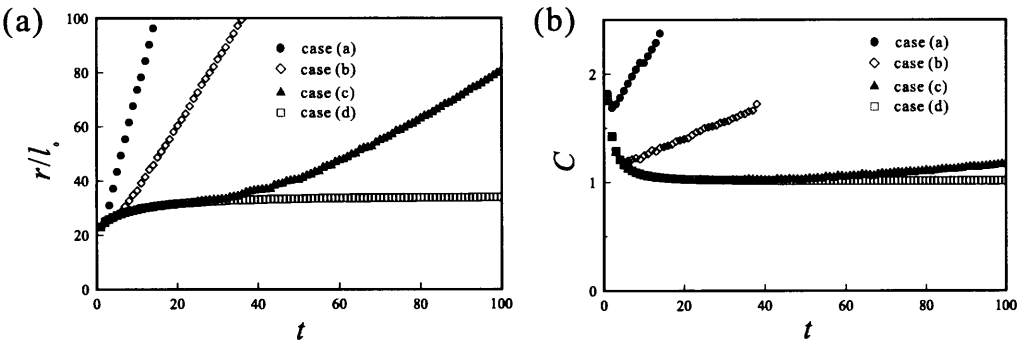 (a)
100
80
60
40
20
0
r/l₀
case (a)
case (b)
case (c)
case (d)
0 20 40 60 80 100
t
(b)
2
1
0
C
case (a)
case (b)
case (c)
case (d)
0 20 40 60 80 100
t